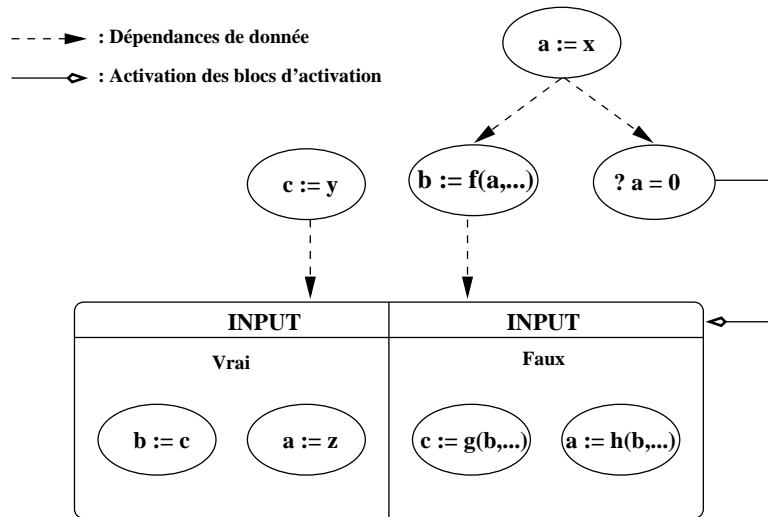 : Dépendances de donnée
: Activation des blocs d'activation
a := x
c := y
b := f(a,...)
? a = 0
INPUT
INPUT
Vrai
Faux
b := c
a := z
c := g(b,...)
a := h(b,...)